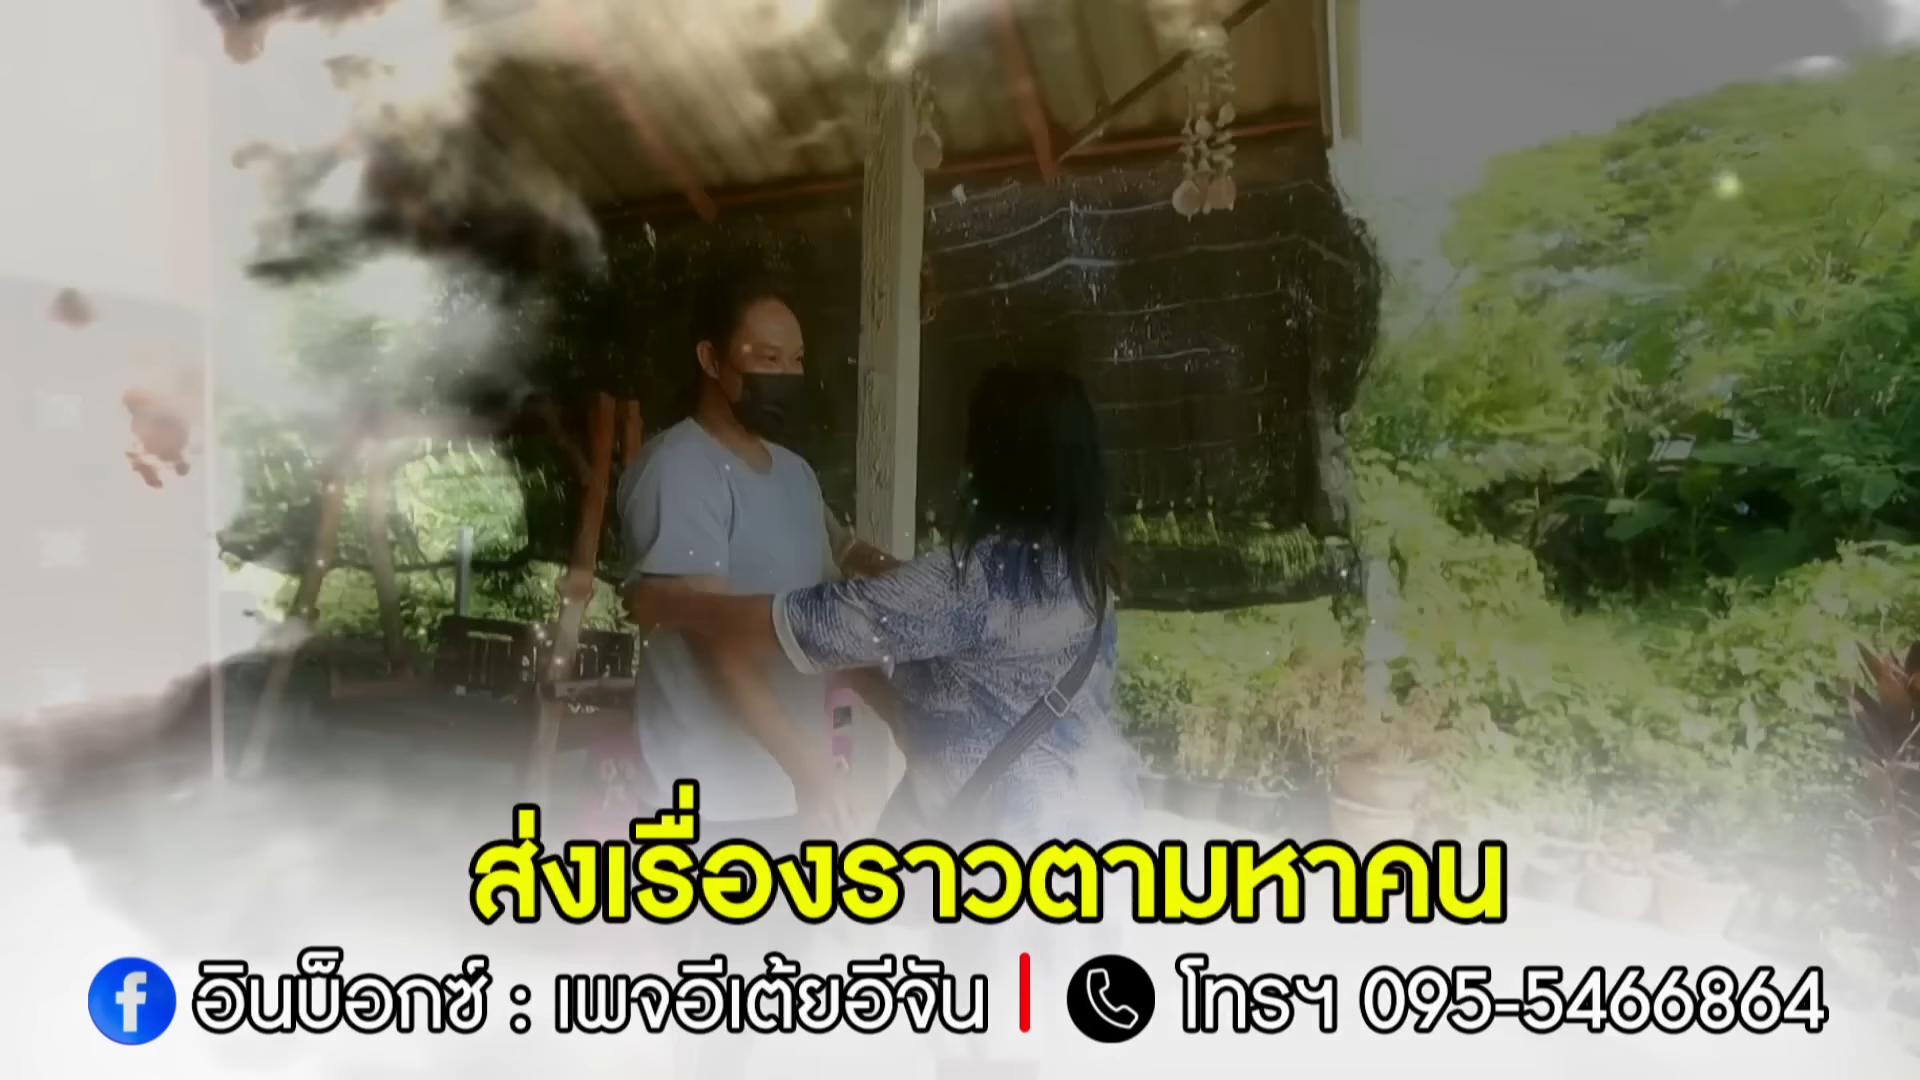 ส่งเรื่องราวตามหาคน
อินบ็อกซ์ : เพจอีเต้ยอีจัน | โทรฯ 095-5466864